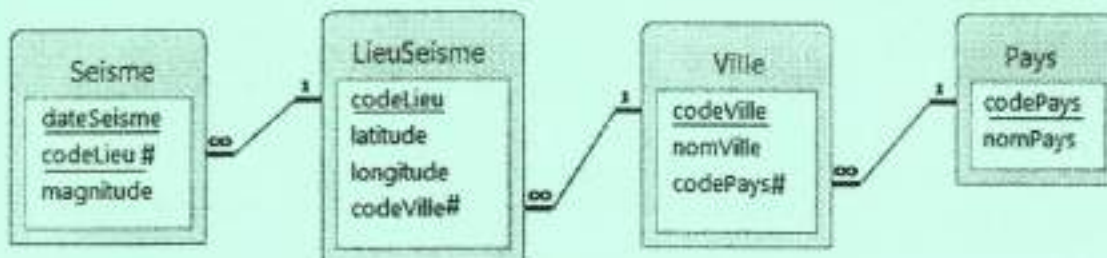 Seisme
dateSeisme
codeLieu #
magnitude
∞
1
LieuSeisme
codeLieu
latitude
longitude
codeVille#
∞
1
Ville
codeVille
nomVille
codePays#
∞
1
Pays
codePays
nomPays